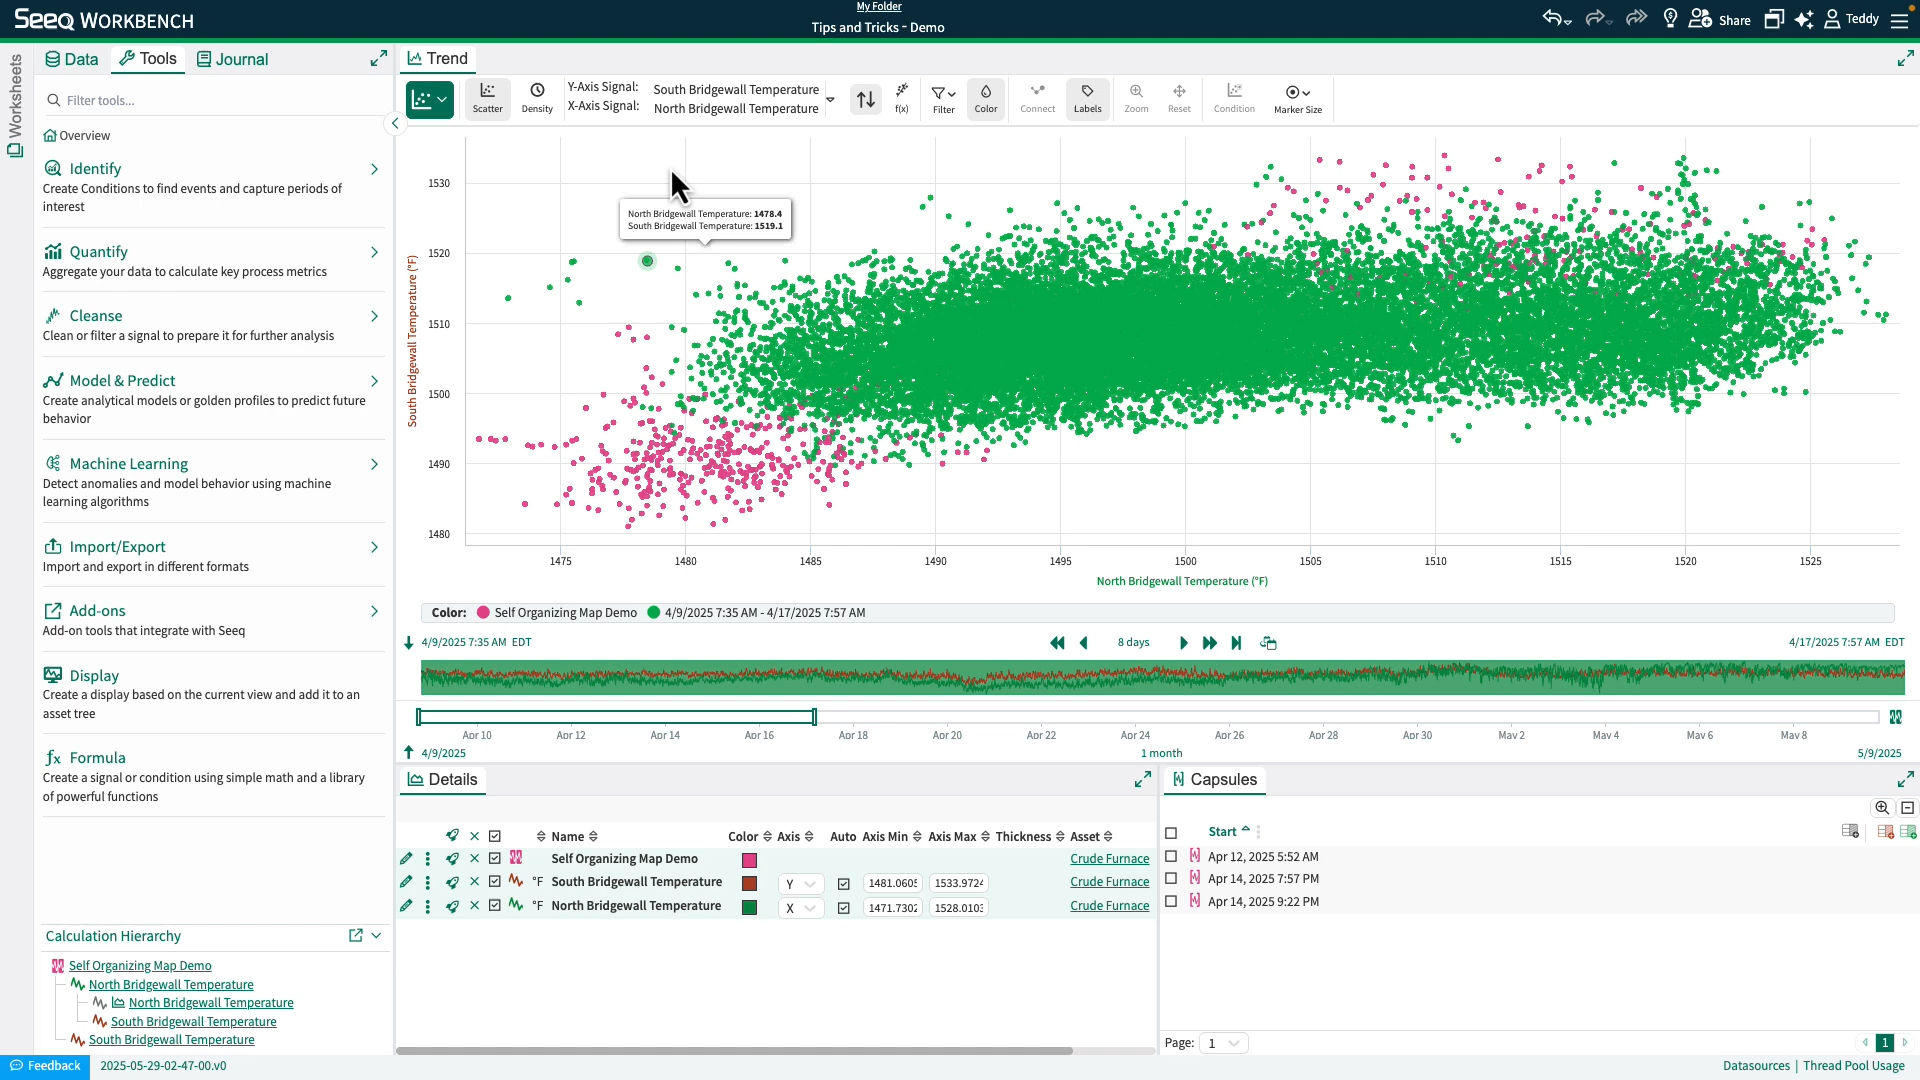 Seeq WORKBENCH
My Folder
Tips and Tricks - Demo
Share
Teddy
Worksheets
Data
Tools
Journal
Filter tools...
Overview
Identify
Create Conditions to find events and capture periods of
interest
Quantify
Aggregate your data to calculate key process metrics
Cleanse
Clean or filter a signal to prepare it for further analysis
Model & Predict
Create analytical models or golden profiles to predict future
behavior
Machine Learning
Detect anomalies and model behavior using machine
learning algorithms
Import/Export
Import and export in different formats
Add-ons
Add-on tools that integrate with Seeq
Display
Create a display based on the current view and add it to an
asset tree
Formula
Create a signal or condition using simple math and a library
of powerful functions
Calculation Hierarchy
Self Organizing Map Demo
North Bridgewall Temperature
North Bridgewall Temperature
South Bridgewall Temperature
South Bridgewall Temperature
Trend
Scatter
Density
Y-Axis Signal: South Bridgewall Temperature
X-Axis Signal: North Bridgewall Temperature
f(x)
Filter
Color
Connect
Labels
Zoom
Reset
Condition
Marker Size
South Bridgewall Temperature (°F)
1530
1520
1510
1500
1490
1480
North Bridgewall Temperature: 1478.4
South Bridgewall Temperature: 1519.1
1475 1480 1485 1490 1495 1500 1505 1510 1515 1520 1525
North Bridgewall Temperature (°F)
Color: Self Organizing Map Demo 4/9/2025 7:35 AM - 4/17/2025 7:57 AM
4/9/2025 7:35 AM EDT
8 days
4/17/2025 7:57 AM EDT
Apr 10 Apr 12 Apr 14 Apr 16 Apr 18 Apr 20 Apr 22 Apr 24 Apr 26 Apr 28 Apr 30 May 2 May 4 May 6 May 8
4/9/2025
1 month
5/9/2025
Details
Name Color Axis Auto Axis Min Axis Max Thickness Asset
Self Organizing Map Demo Crude Furnace
°F South Bridgewall Temperature Y 1481.0605 1533.9724 Crude Furnace
°F North Bridgewall Temperature X 1471.7302 1528.0103 Crude Furnace
Capsules
Start
Apr 12, 2025 5:52 AM
Apr 14, 2025 7:57 PM
Apr 14, 2025 9:22 PM
Page: 1
1
Feedback
2025-05-29-02-47-00.v0
Datasources | Thread Pool Usage